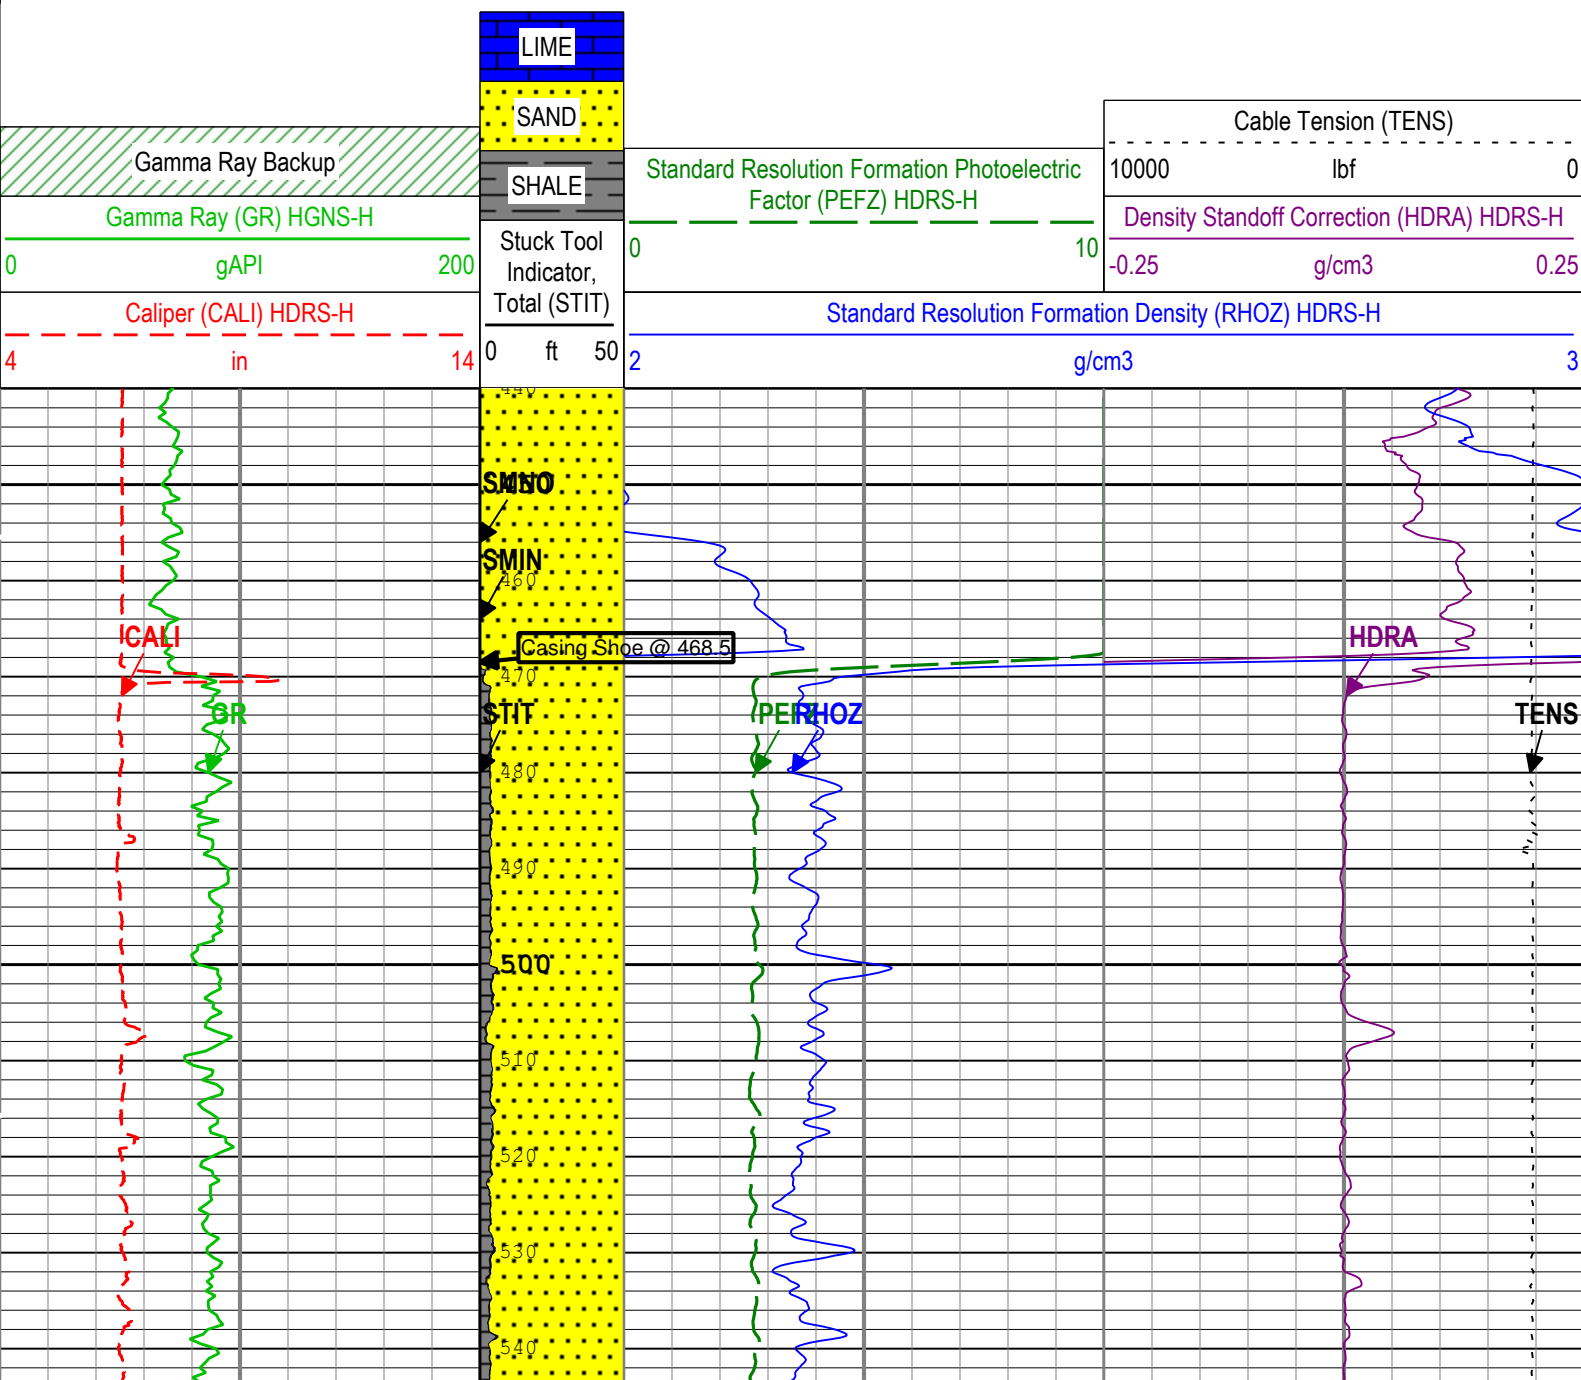 LIME
SAND
SHALE
Gamma Ray Backup
Gamma Ray (GR) HGNS-H
0 gAPI 200
Caliper (CALI) HDRS-H
4 in 14
Stuck Tool
Indicator,
Total (STIT)
0 ft 50
Standard Resolution Formation Photoelectric
Factor (PEFZ) HDRS-H
0 10
Cable Tension (TENS)
10000 lbf 0
Density Standoff Correction (HDRA) HDRS-H
-0.25 g/cm3 0.25
Standard Resolution Formation Density (RHOZ) HDRS-H
2 g/cm3 3
440
SMNO
450
SMIN
460
CALI
Casing Shoe @ 468.5
HDRA
470
GR
STIT
PEFZ
RHOZ
TENS
480
490
500
510
520
530
540